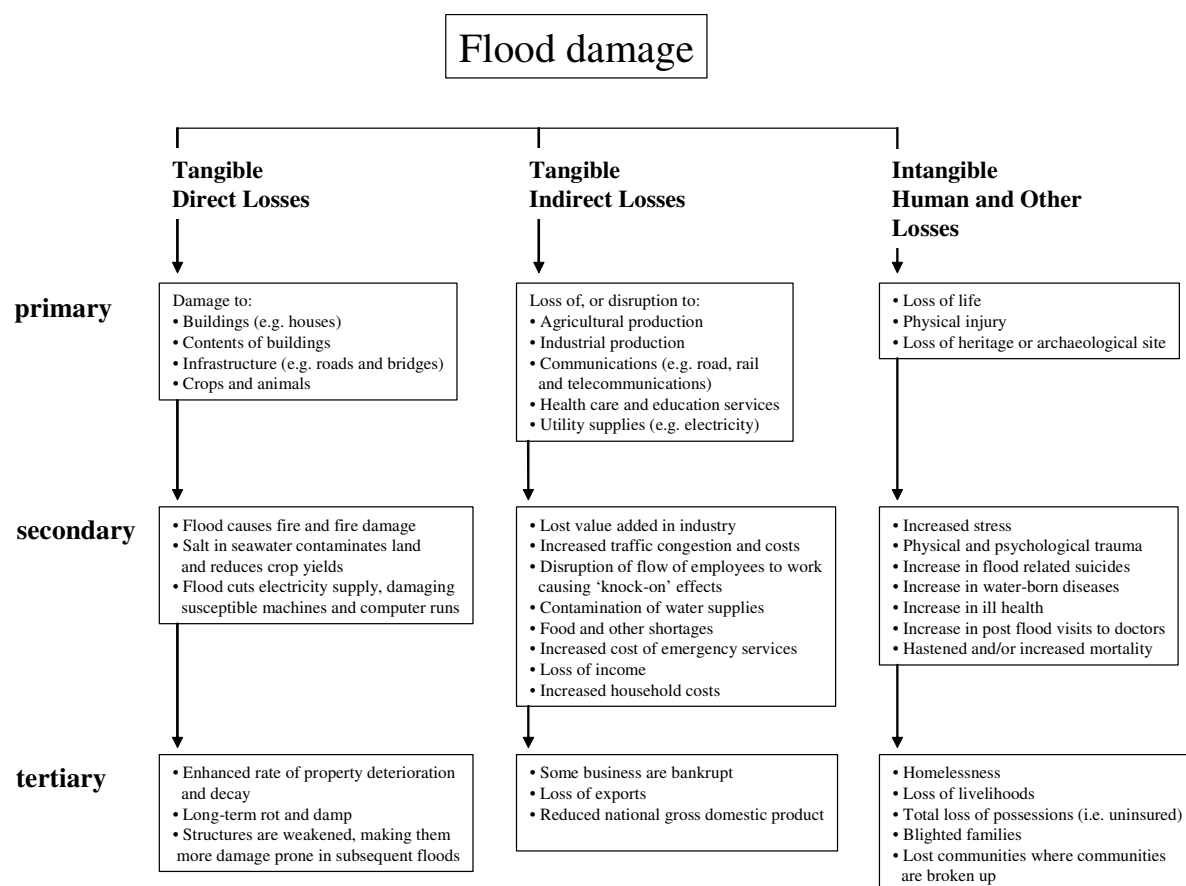 Flood damage
Tangible
Direct Losses
Tangible
Indirect Losses
Intangible
Human and Other
Losses
primary
Damage to:
• Buildings (e.g. houses)
• Contents of buildings
• Infrastructure (e.g. roads and bridges)
• Crops and animals
Loss of, or disruption to:
• Agricultural production
• Industrial production
• Communications (e.g. road, rail
and telecommunications)
• Health care and education services
• Utility supplies (e.g. electricity)
• Loss of life
• Physical injury
• Loss of heritage or archaeological site
secondary
• Flood causes fire and fire damage
• Salt in seawater contaminates land
and reduces crop yields
• Flood cuts electricity supply, damaging
susceptible machines and computer runs
• Lost value added in industry
• Increased traffic congestion and costs
• Disruption of flow of employees to work
causing ‘knock-on’ effects
• Contamination of water supplies
• Food and other shortages
• Increased cost of emergency services
• Loss of income
• Increased household costs
• Increased stress
• Physical and psychological trauma
• Increase in flood related suicides
• Increase in water-born diseases
• Increase in ill health
• Increase in post flood visits to doctors
• Hastened and/or increased mortality
tertiary
• Enhanced rate of property deterioration
and decay
• Long-term rot and damp
• Structures are weakened, making them
more damage prone in subsequent floods
• Some business are bankrupt
• Loss of exports
• Reduced national gross domestic product
• Homelessness
• Loss of livelihoods
• Total loss of possessions (i.e. uninsured)
• Blighted families
• Lost communities where communities
are broken up